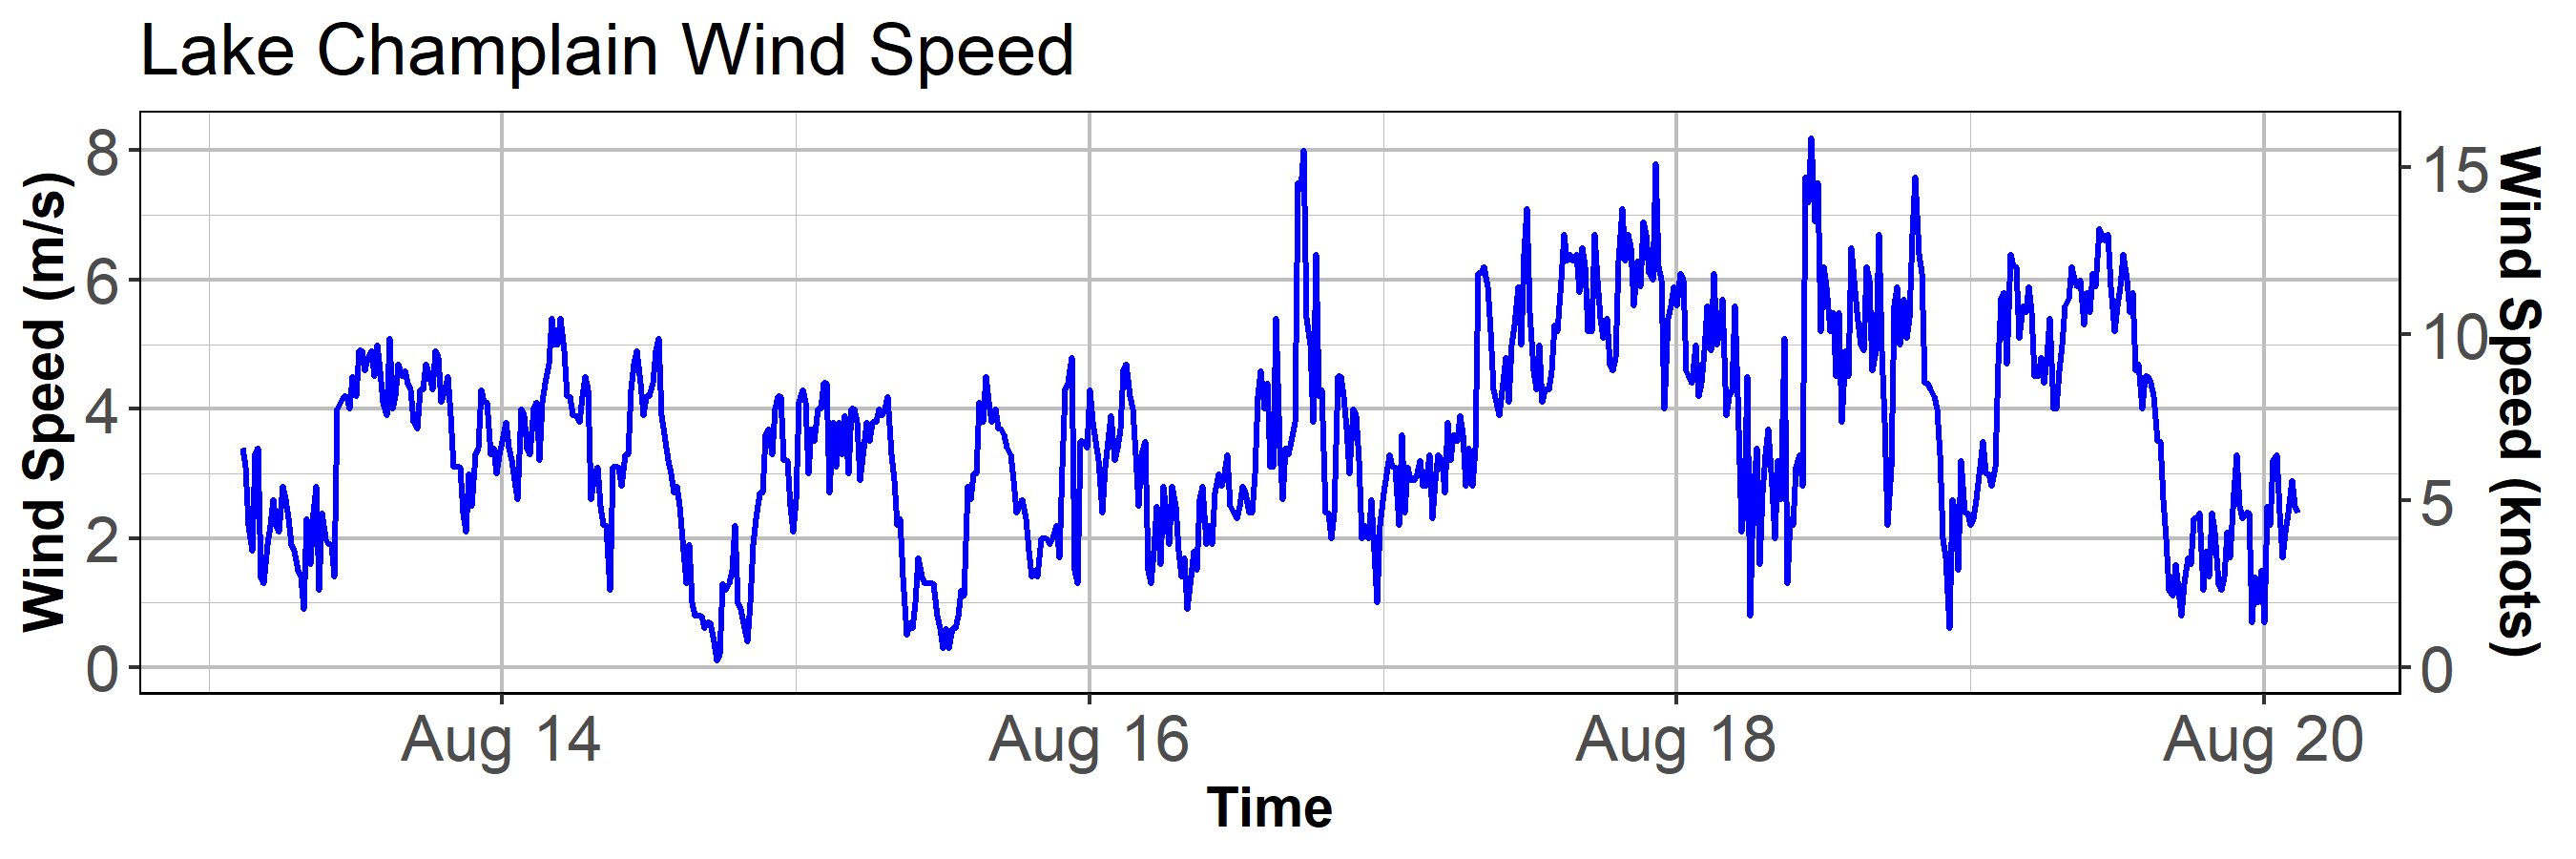 Lake Champlain Wind Speed
Wind Speed (m/s)
8
6
4
2
0
15
10
5
0
Wind Speed (knots)
Aug 14 Aug 16 Aug 18 Aug 20
Time